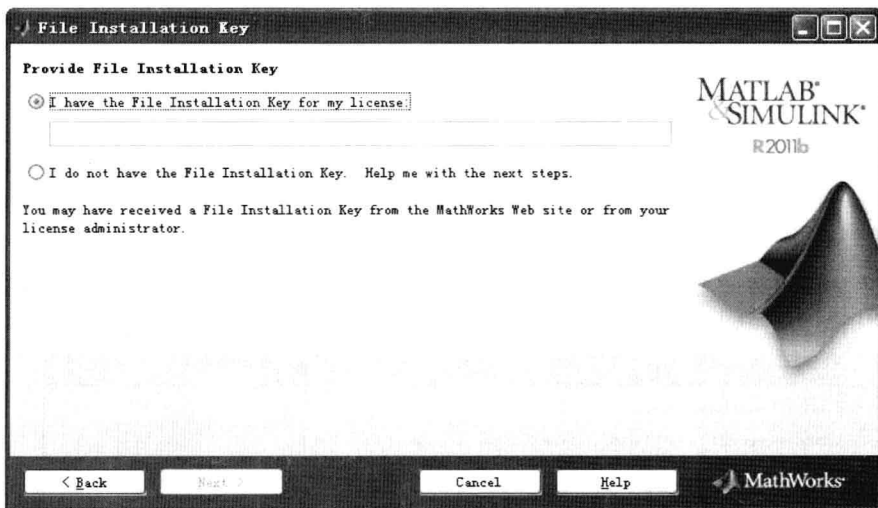 File Installation Key
Provide File Installation Key
I have the File Installation Key for my license:
I do not have the File Installation Key. Help me with the next steps.
You may have received a File Installation Key from the MathWorks Web site or from your
license administrator.
MATLAB®
&SIMULINK®
R2011b
< Back
Next >
Cancel
Help
MathWorks®